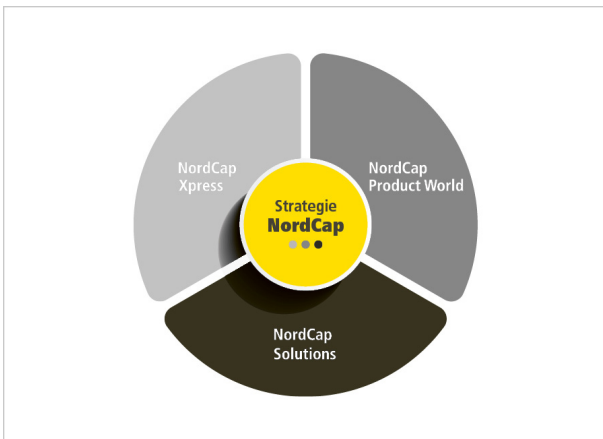 NordCap
Xpress
NordCap
Product World
Strategie
NordCap
NordCap
Solutions